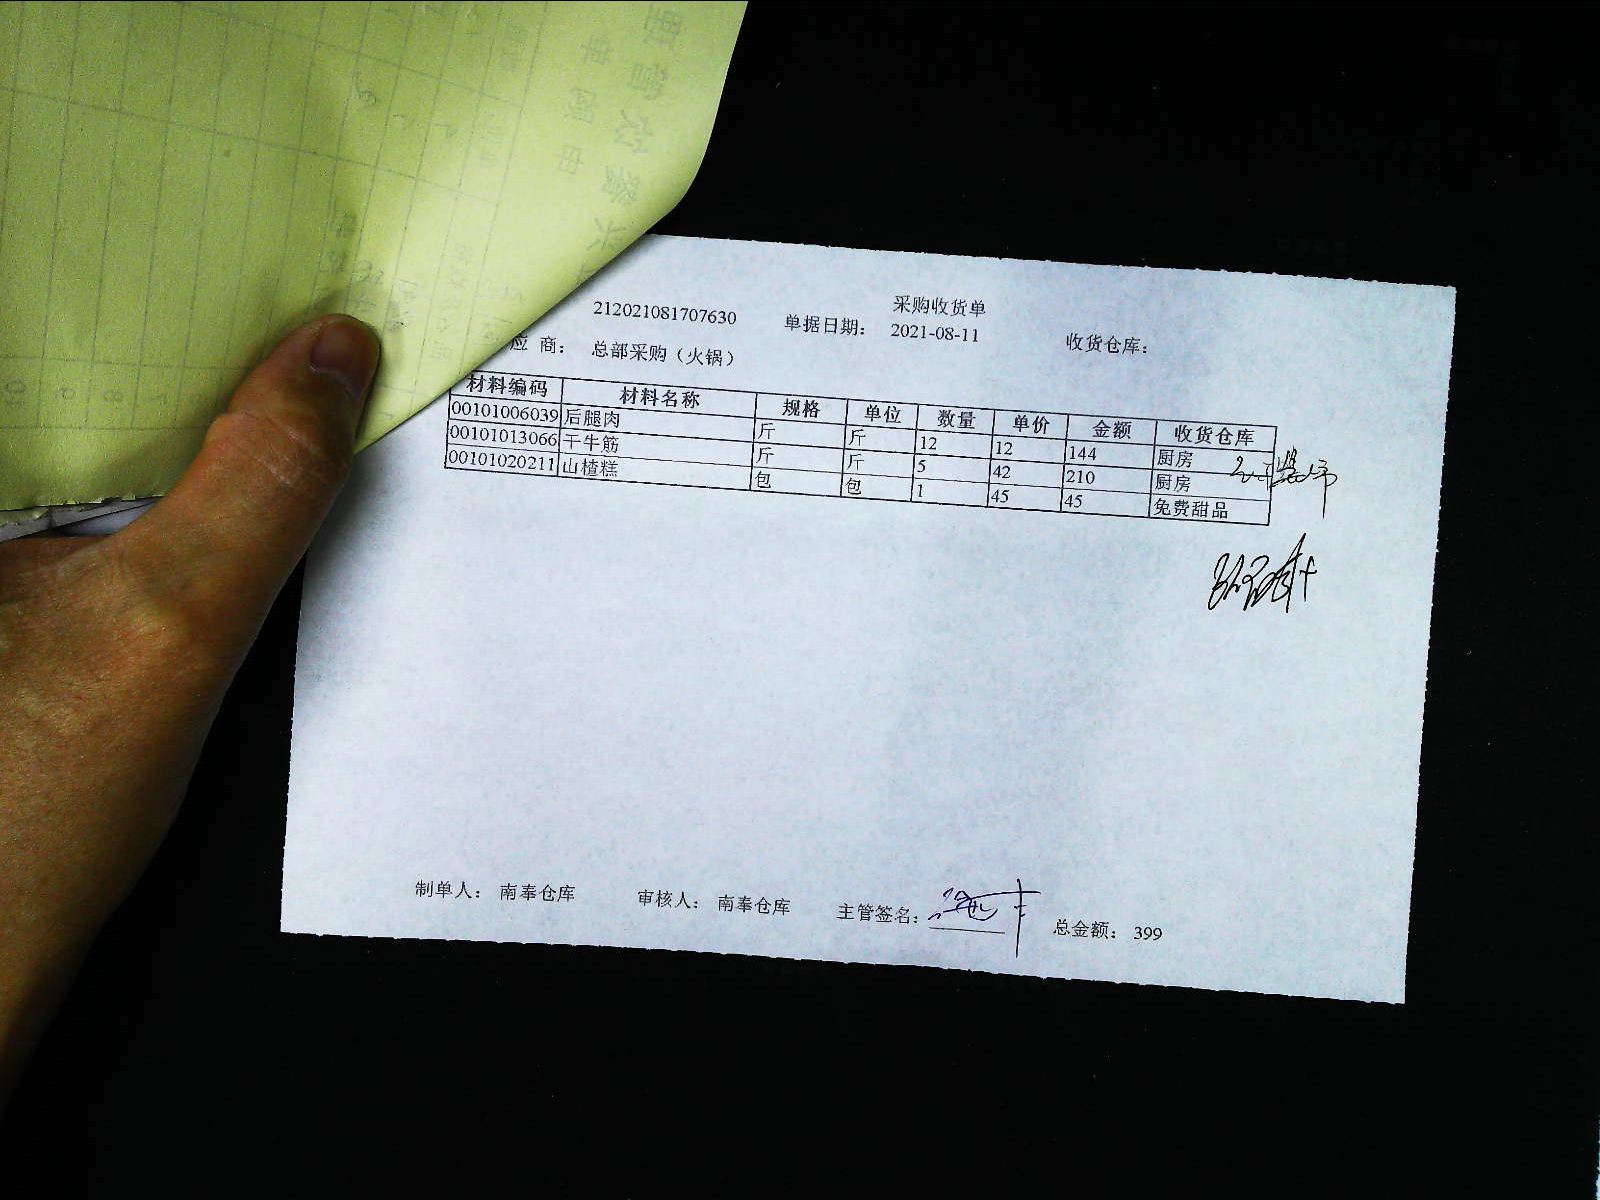 采购收货单
212021081707630 单据日期： 2021-08-11 收货仓库：
应 商： 总部采购（火锅）
材料编码 材料名称 规格 单位 数量 单价 金额 收货仓库
00101006039 后腿肉 斤 斤 12 12 144 厨房
00101013066 干牛筋 斤 斤 5 42 210 厨房
00101020211 山楂糕 包 包 1 45 45 免费甜品
制单人： 南奉仓库 审核人： 南奉仓库 主管签名： 总金额： 399